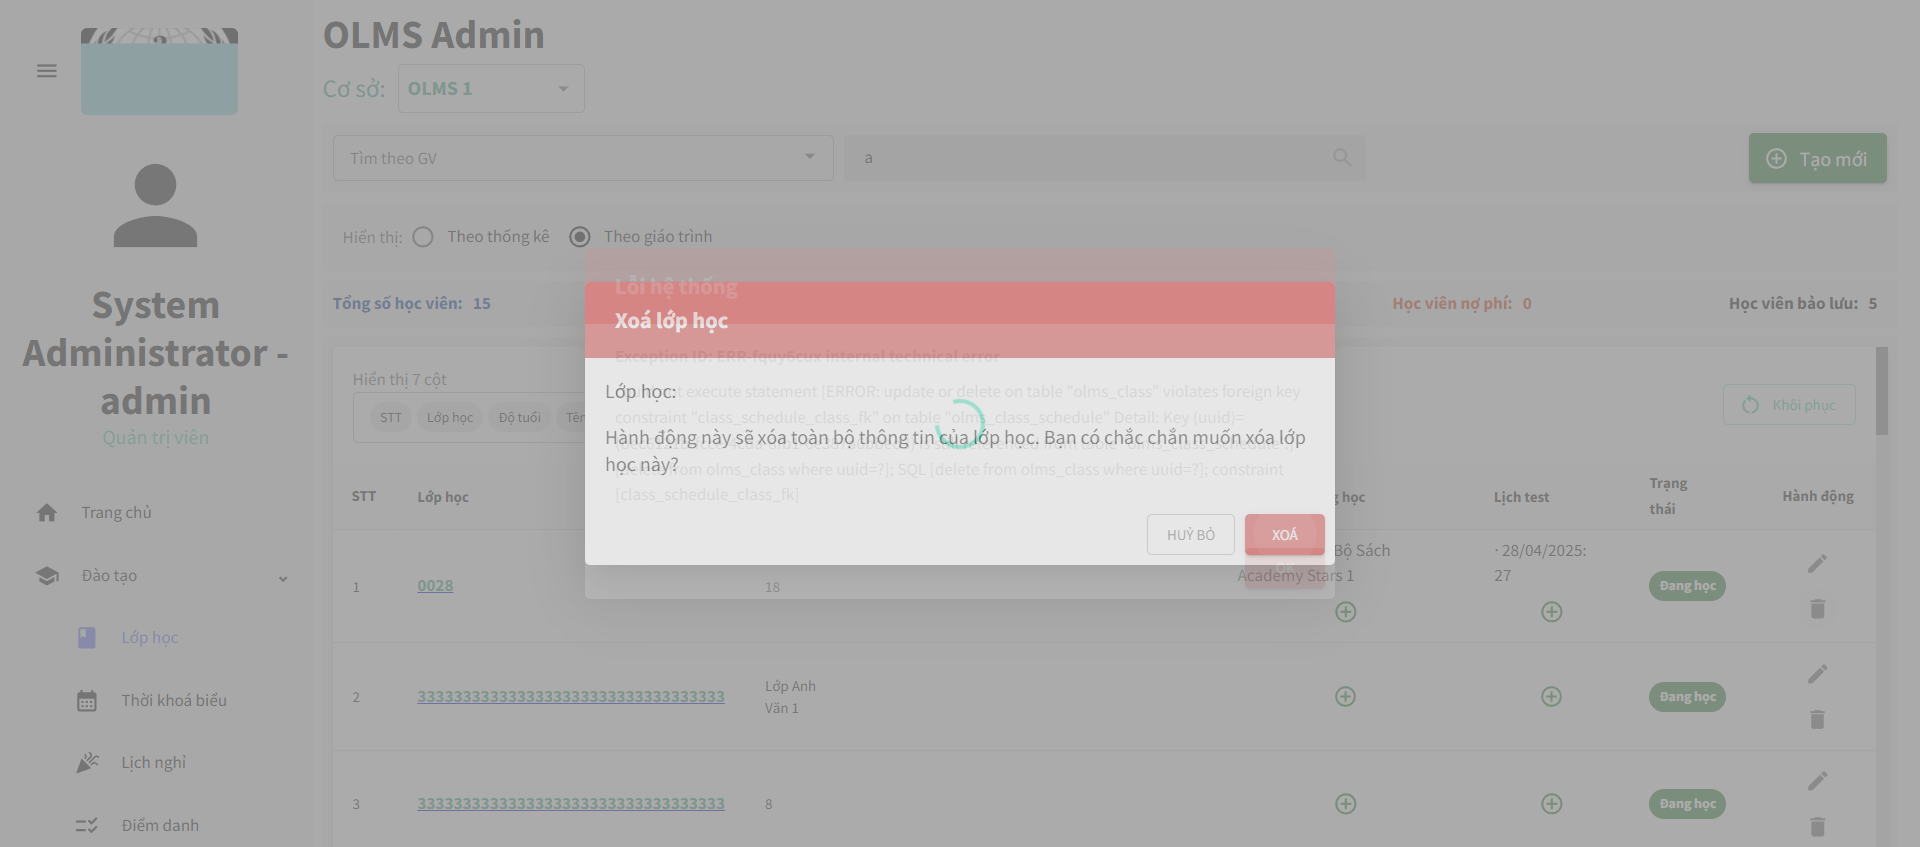 OLMS Admin
Cơ sở: OLMS 1
Tìm theo GV
a
Tạo mới
Hiển thị: Theo thống kê Theo giáo trình
Tổng số học viên: 15
Học viên nợ phí: 0
Học viên bảo lưu: 5
System
Administrator -
admin
Quản trị viên
Trang chủ
Đào tạo
Lớp học
Thời khoá biểu
Lịch nghỉ
Điểm danh
Lỗi hệ thống
Xoá lớp học
Exception ID: ERR-fquy6cux internal technical error
execute statement [ERROR: update or delete on table "olms_class" violates foreign key
constraint "class_schedule_class_fk" on table "olms_class_schedule" Detail: Key (uuid)=
from olms_class where uuid=?]; SQL [delete from olms_class where uuid=?]; constraint
[class_schedule_class_fk]
Lớp học:
Hành động này sẽ xóa toàn bộ thông tin của lớp học. Bạn có chắc chắn muốn xóa lớp
học này?
HUỶ BỎ
XOÁ
Hiển thị 7 cột
STT Lớp học Độ tuổi
Khôi phục
STT Lớp học học Lịch test Trạng
thái Hành động
1 0028 18 Bộ Sách
Academy Stars 1 · 28/04/2025:
27 Đang học
2 3333333333333333333333333333333333 Lớp Anh
Văn 1 Đang học
3 3333333333333333333333333333333333 8 Đang học